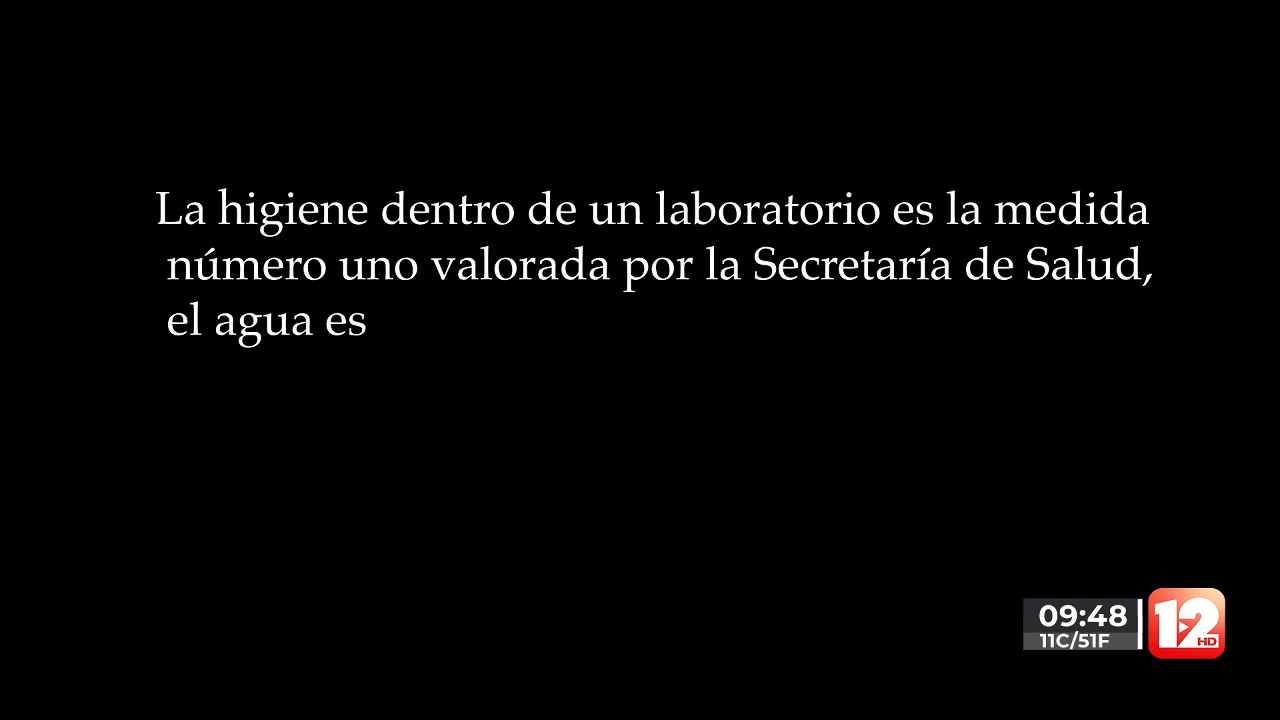 La higiene dentro de un laboratorio es la medida
número uno valorada por la Secretaría de Salud,
el agua es
09:48
11C/51F
12
HD